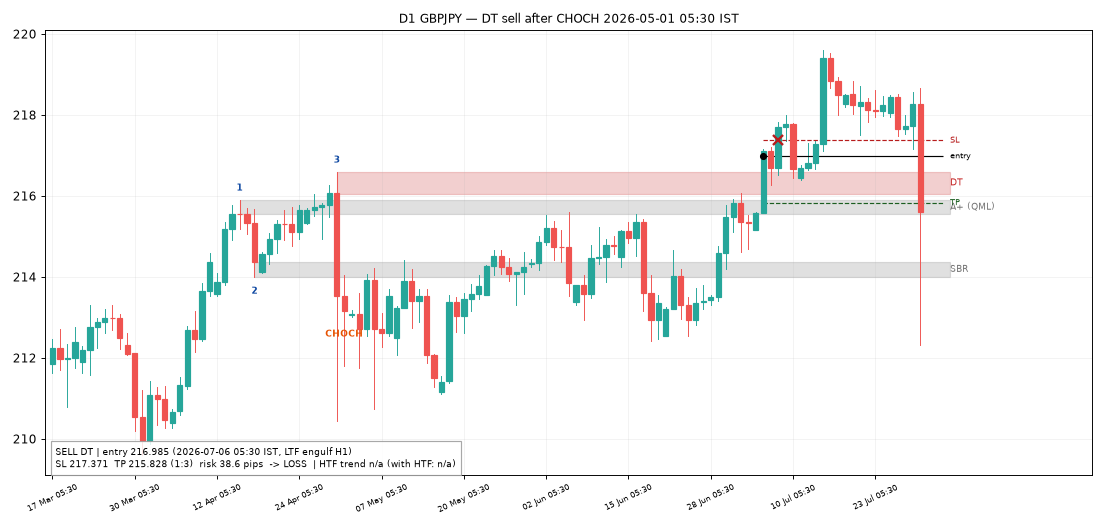 D1 GBPJPY — DT sell after CHOCH 2026-05-01 05:30 IST
220
218
216
214
212
210
1
2
3
CHOCH
SL
entry
DT
TP
A+ (QML)
SBR
SELL DT | entry 216.985 (2026-07-06 05:30 IST, LTF engulf H1)
SL 217.371  TP 215.828 (1:3)  risk 38.6 pips  -> LOSS  | HTF trend n/a (with HTF: n/a)
17 Mar 05:30
30 Mar 05:30
12 Apr 05:30
24 Apr 05:30
07 May 05:30
20 May 05:30
02 Jun 05:30
15 Jun 05:30
28 Jun 05:30
10 Jul 05:30
23 Jul 05:30